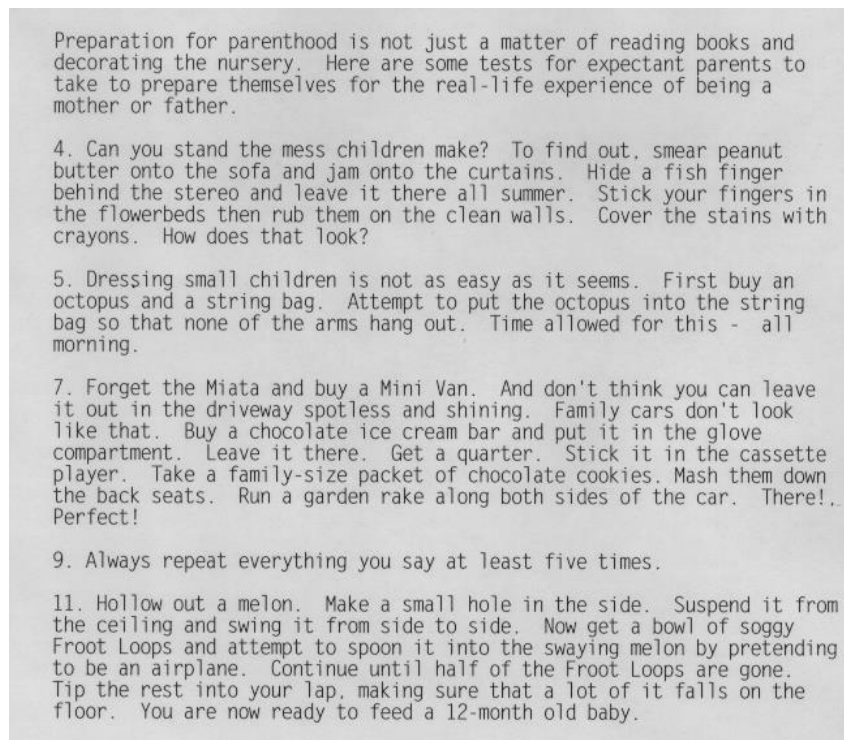 Preparation for parenthood is not just a matter of reading books and
decorating the nursery.  Here are some tests for expectant parents to
take to prepare themselves for the real-life experience of being a
mother or father.

4. Can you stand the mess children make?  To find out, smear peanut
butter onto the sofa and jam onto the curtains.  Hide a fish finger
behind the stereo and leave it there all summer.  Stick your fingers in
the flowerbeds then rub them on the clean walls.  Cover the stains with
crayons.  How does that look?

5. Dressing small children is not as easy as it seems.  First buy an
octopus and a string bag.  Attempt to put the octopus into the string
bag so that none of the arms hang out.  Time allowed for this -  all
morning.

7. Forget the Miata and buy a Mini Van.  And don't think you can leave
it out in the driveway spotless and shining.  Family cars don't look
like that.  Buy a chocolate ice cream bar and put it in the glove
compartment.  Leave it there.  Get a quarter.  Stick it in the cassette
player.  Take a family-size packet of chocolate cookies. Mash them down
the back seats.  Run a garden rake along both sides of the car.  There!.
Perfect!

9. Always repeat everything you say at least five times.

11. Hollow out a melon.  Make a small hole in the side.  Suspend it from
the ceiling and swing it from side to side.  Now get a bowl of soggy
Froot Loops and attempt to spoon it into the swaying melon by pretending
to be an airplane.  Continue until half of the Froot Loops are gone.
Tip the rest into your lap, making sure that a lot of it falls on the
floor.  You are now ready to feed a 12-month old baby.